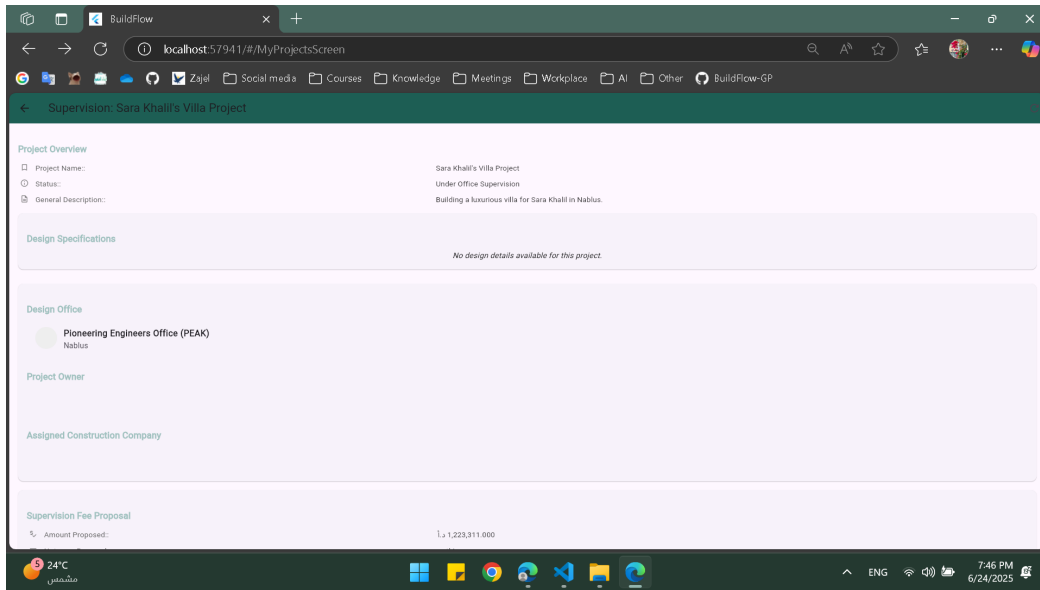 BuildFlow
localhost:57941/#/MyProjectsScreen
Zajel Social media Courses Knowledge Meetings Workplace AI Other BuildFlow-GP
Supervision: Sara Khalil's Villa Project
Project Overview
Project Name:: Sara Khalil's Villa Project
Status:: Under Office Supervision
General Description:: Building a luxurious villa for Sara Khalil in Nablus.
Design Specifications
No design details available for this project.
Design Office
Pioneering Engineers Office (PEAK)
Nablus
Project Owner
Assigned Construction Company
Supervision Fee Proposal
Amount Proposed:: د.أ 1,223,311.000
5
24°C
مشمس
ENG
7:46 PM
6/24/2025